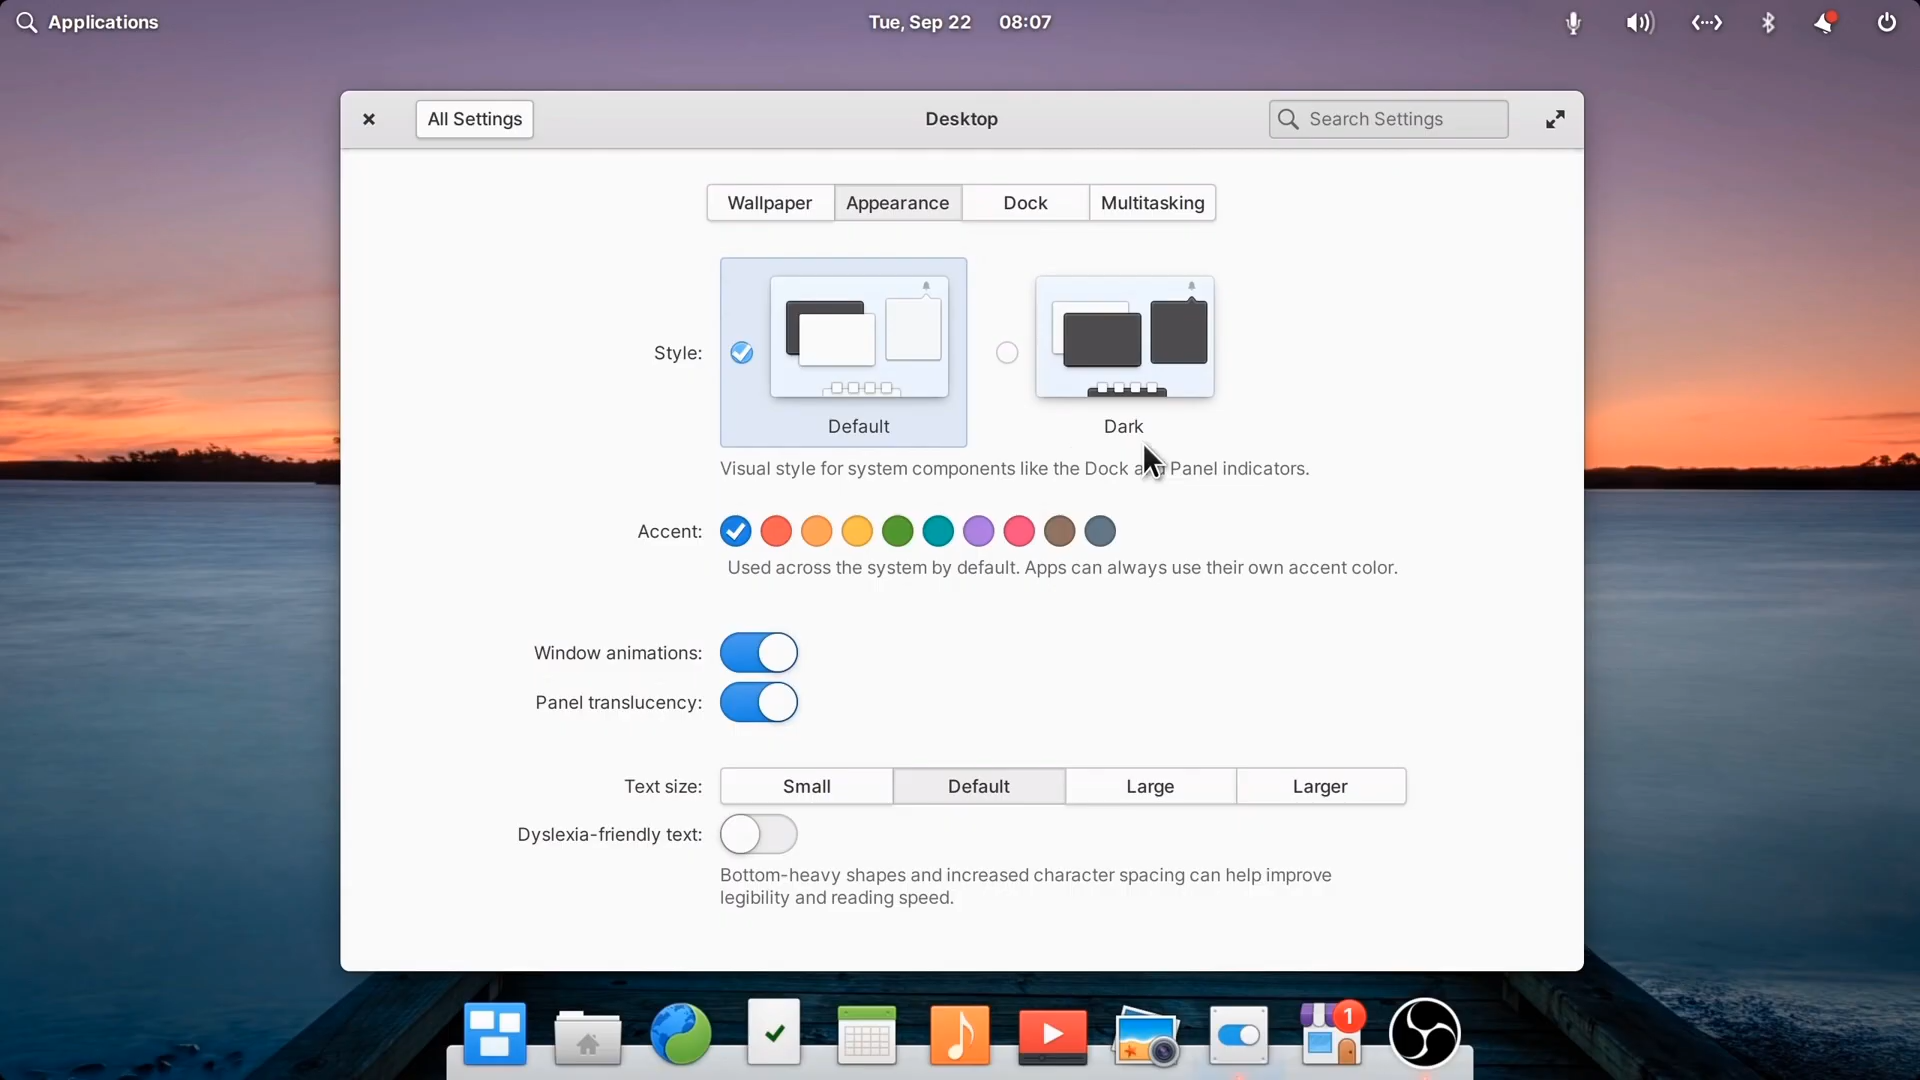 Applications
Tue, Sep 22 08:07
All Settings
Desktop
Search Settings
Wallpaper
Appearance
Dock
Multitasking
Style:
Default
Dark
Visual style for system components like the Dock a Panel indicators.
Accent:
Used across the system by default. Apps can always use their own accent color.
Window animations:
Panel translucency:
Text size:
Small
Default
Large
Larger
Dyslexia-friendly text:
Bottom-heavy shapes and increased character spacing can help improve
legibility and reading speed.
1